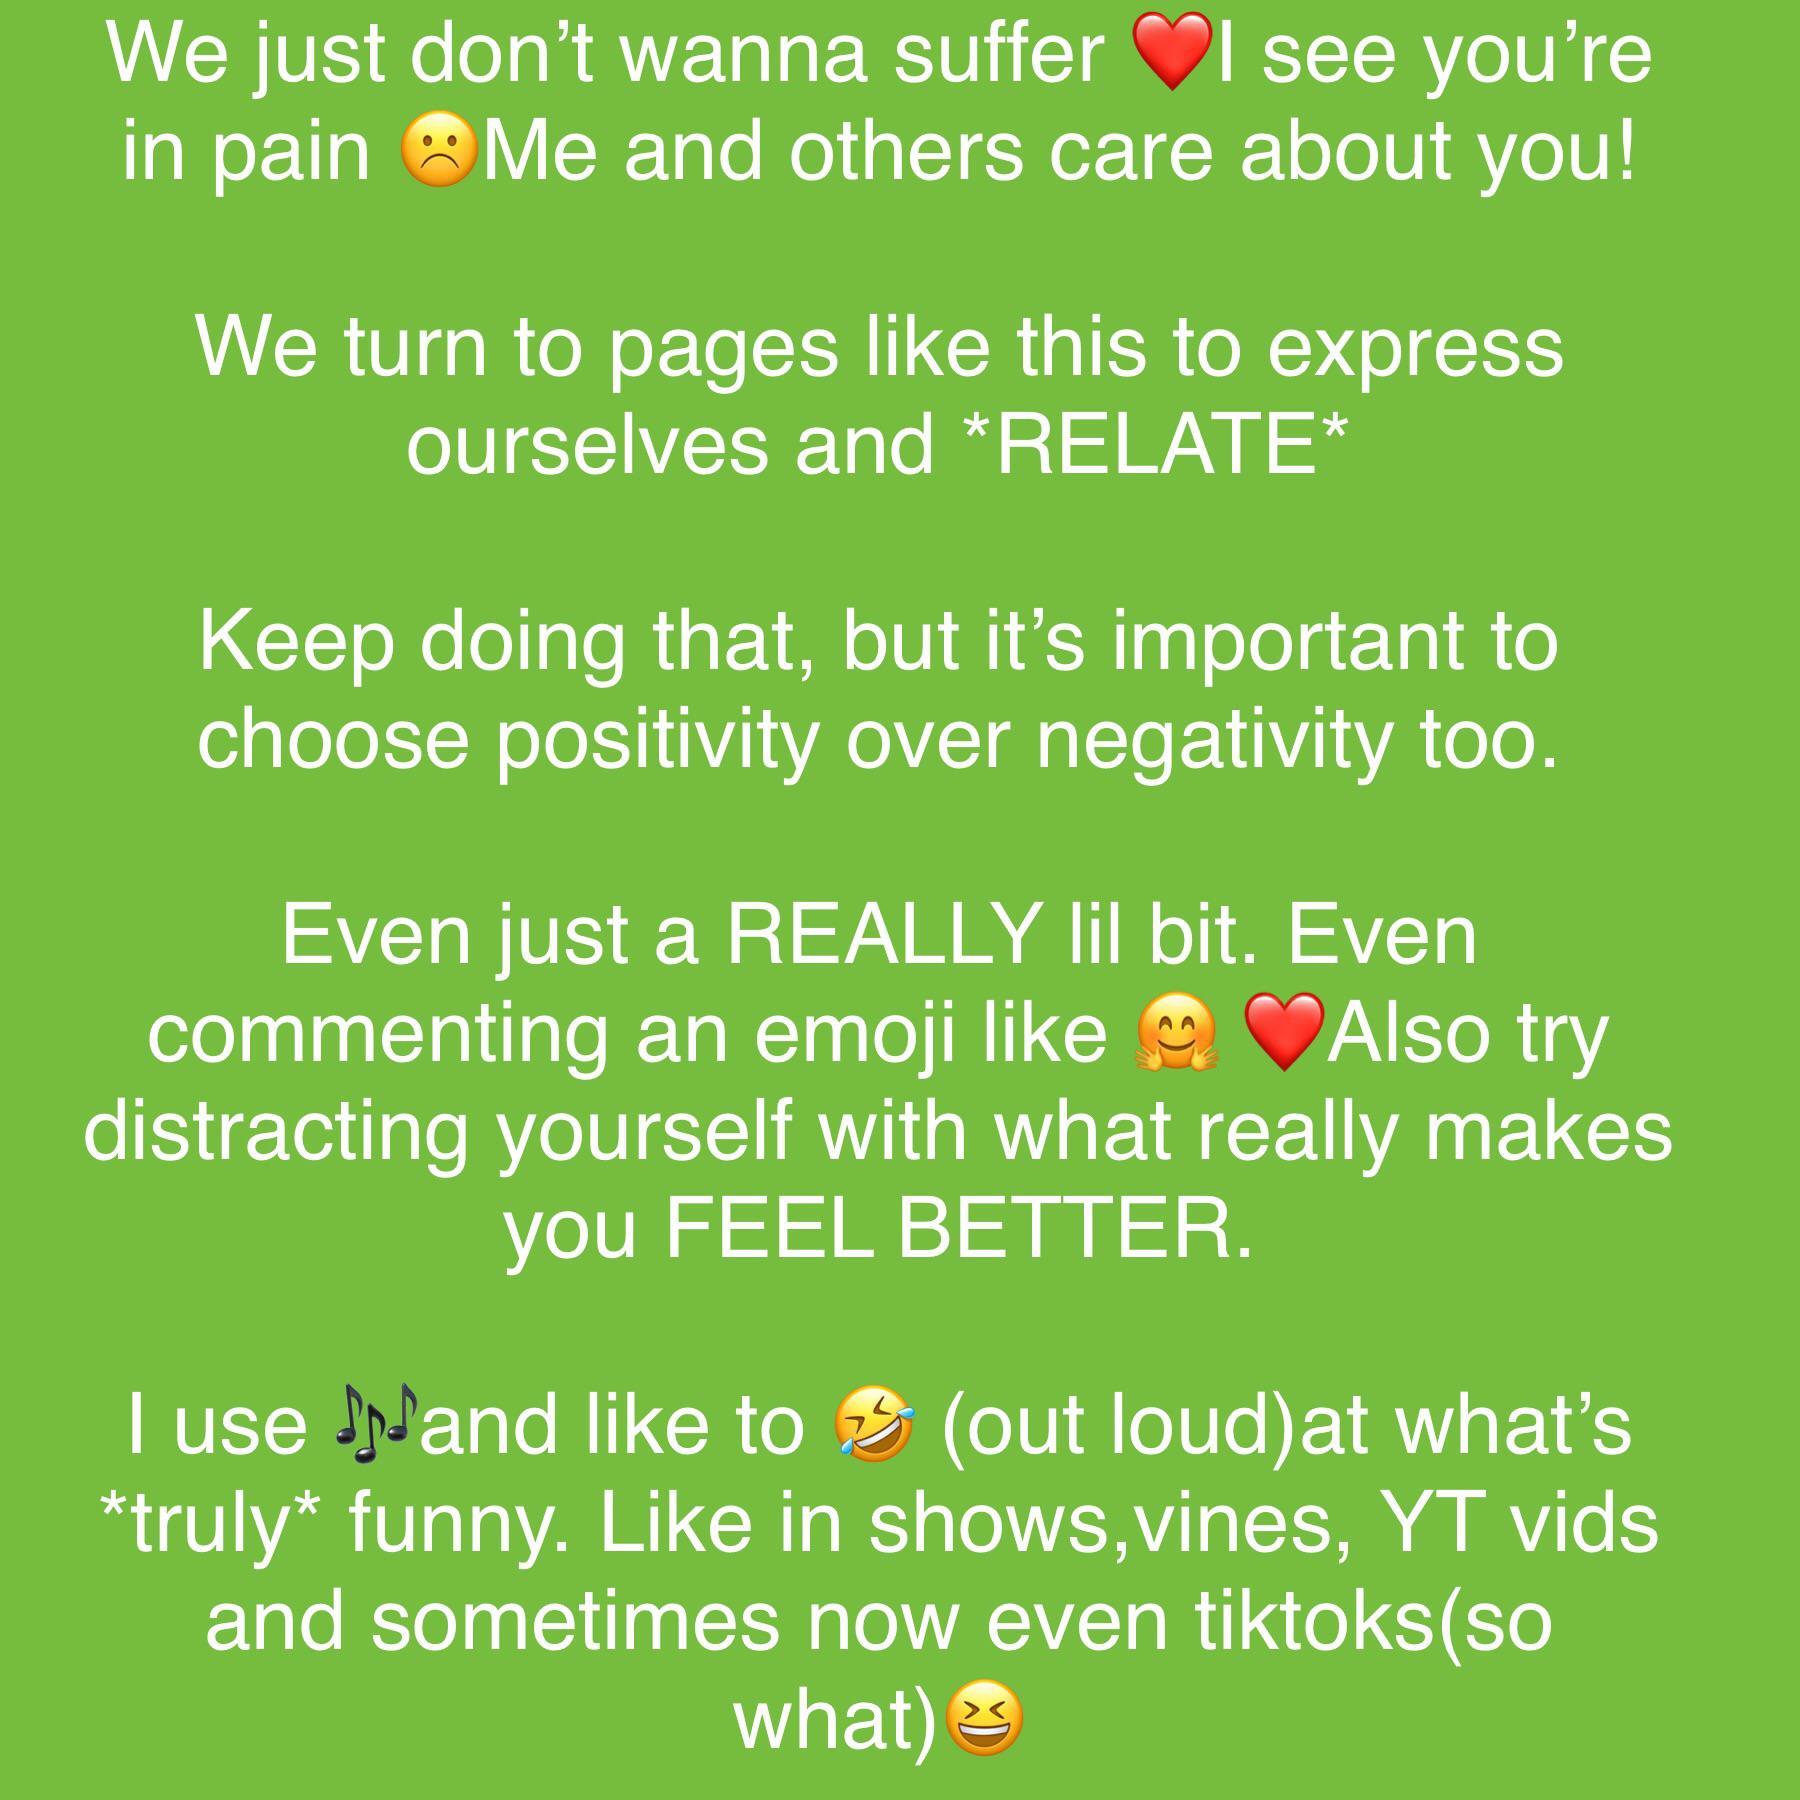 We just don’t wanna suffer ❤️I see you’re
in pain ☹️Me and others care about you!
We turn to pages like this to express
ourselves and *RELATE*
Keep doing that, but it’s important to
choose positivity over negativity too.
Even just a REALLY lil bit. Even
commenting an emoji like 🤗 ❤️Also try
distracting yourself with what really makes
you FEEL BETTER.
I use 🎶and like to 🤣 (out loud)at what’s
*truly* funny. Like in shows,vines, YT vids
and sometimes now even tiktoks(so
what)😆